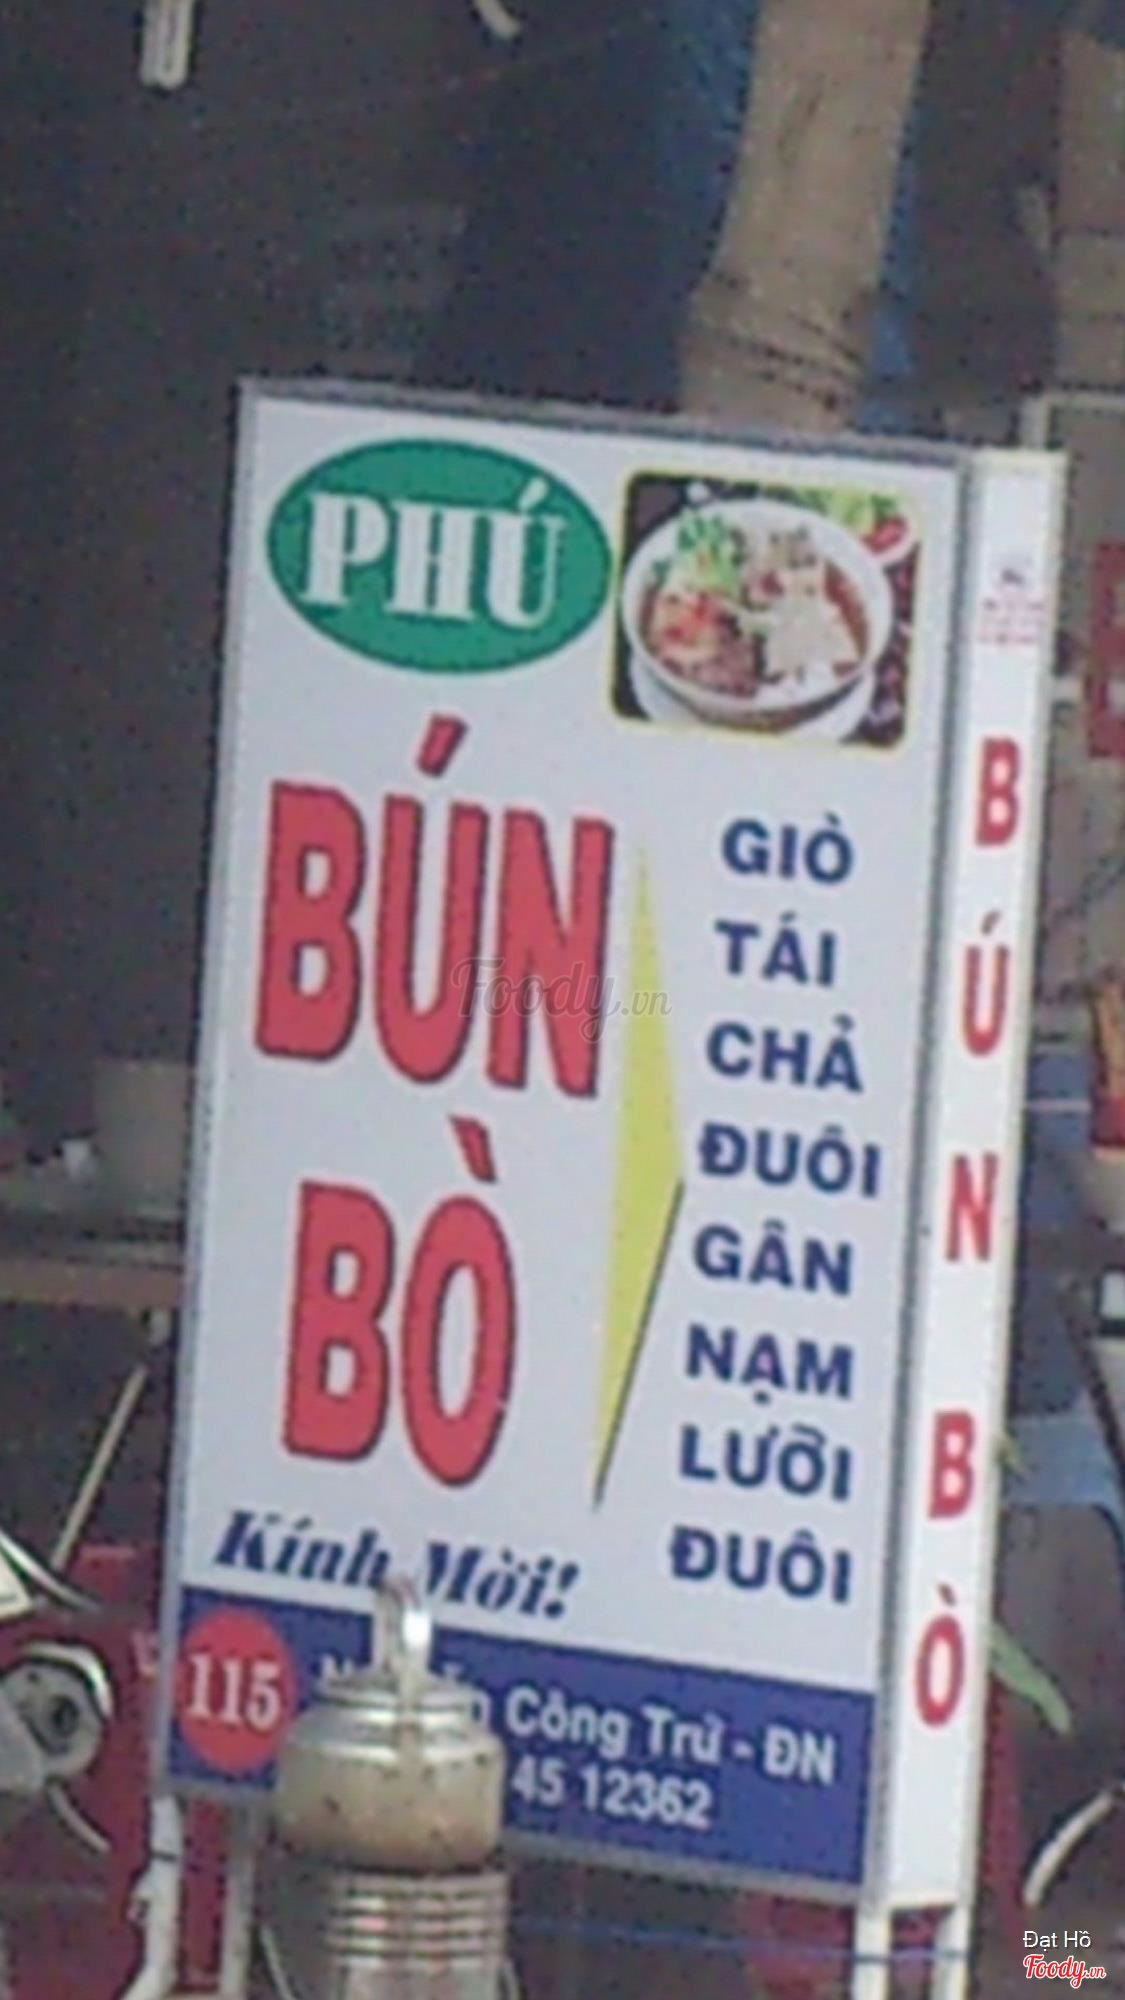 PHÚ
BÚN
BÒ
GIÒ
TÁI
CHẢ
ĐUÔI
GÂN
NẠM
LƯỠI
ĐUÔI
Kính Mời!
115 Công Trứ - ĐN
45 12362
B
Ú
N
B
Ò
Foody.vn
Đạt Hồ
Foody.vn